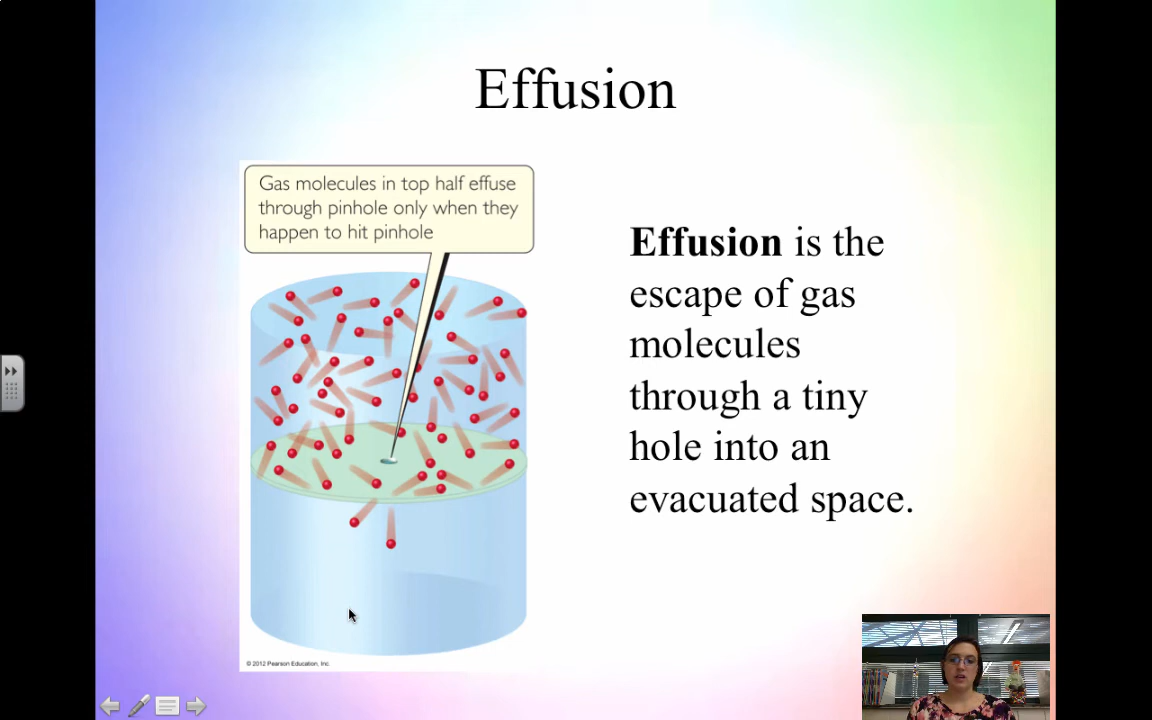 Effusion
Gas molecules in top half effuse
through pinhole only when they
happen to hit pinhole
Effusion is the
escape of gas
molecules
through a tiny
hole into an
evacuated space.
© 2012 Pearson Education, Inc.